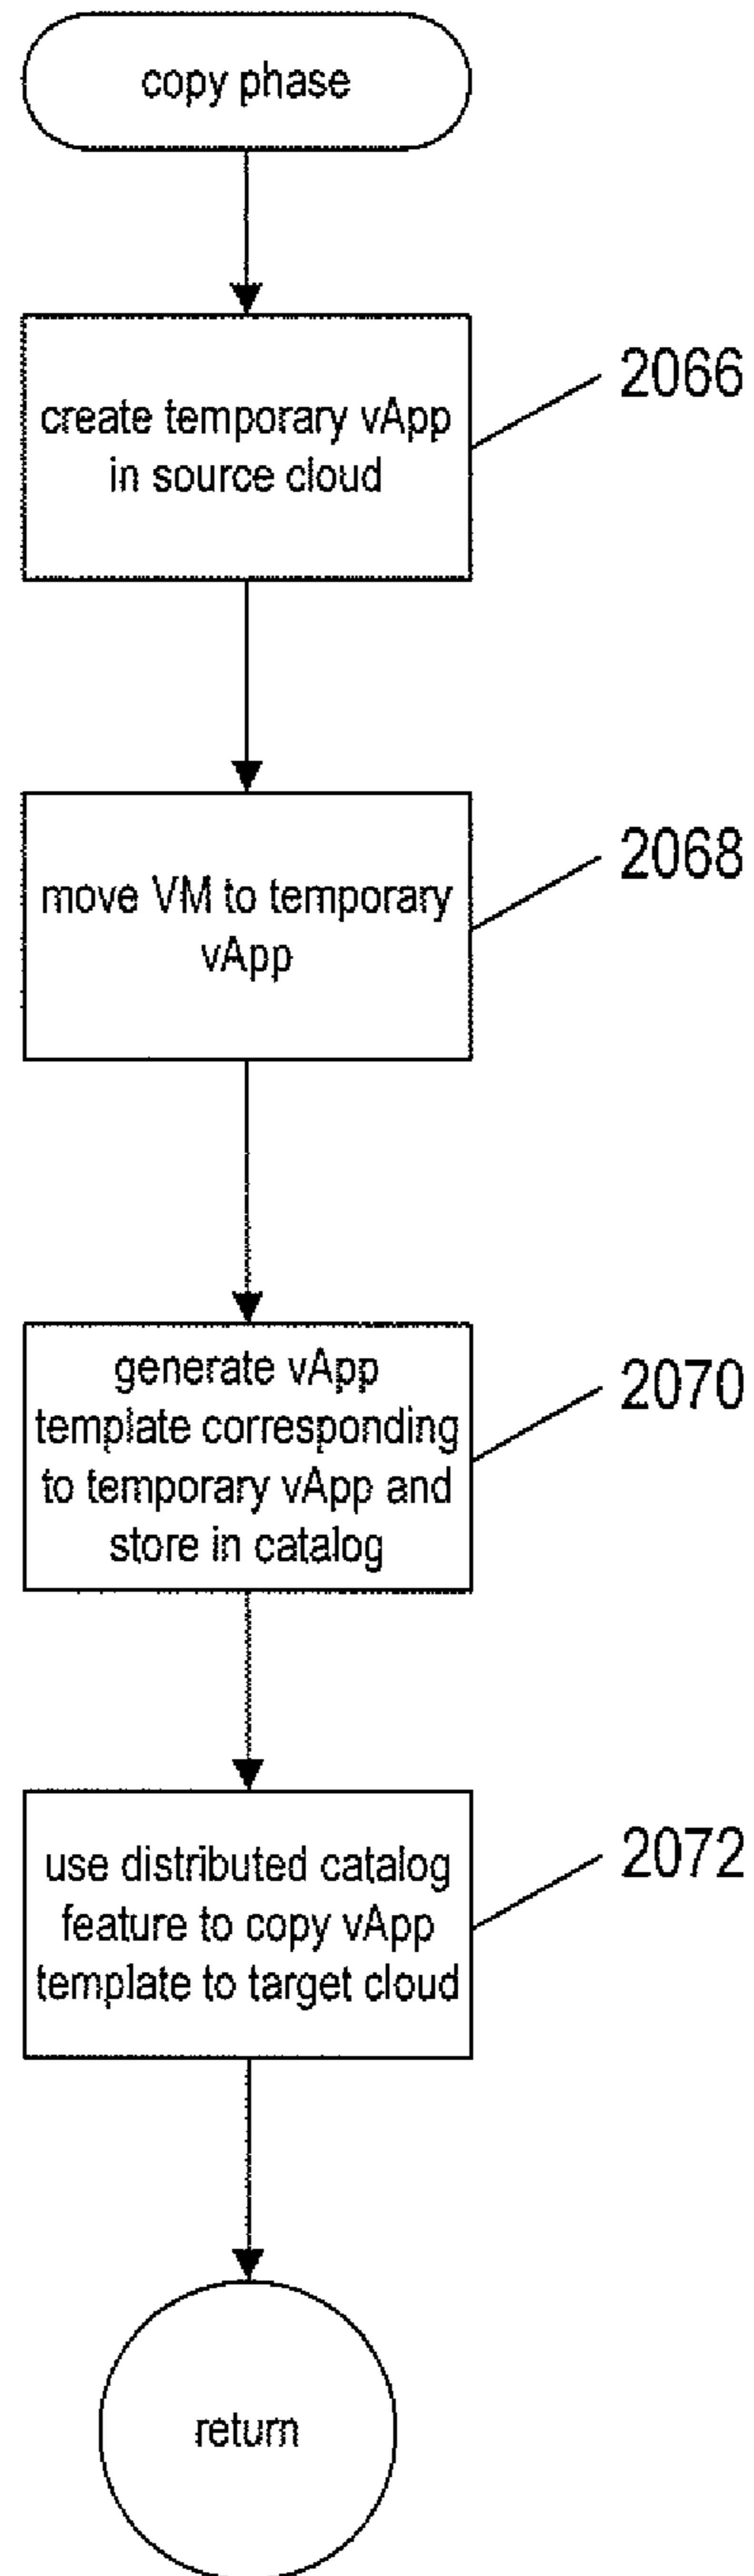 copy phase
create temporary vApp
in source cloud
2066
move VM to temporary
vApp
2068
generate vApp
template corresponding
to temporary vApp and
store in catalog
2070
use distributed catalog
feature to copy vApp
template to target cloud
2072
return